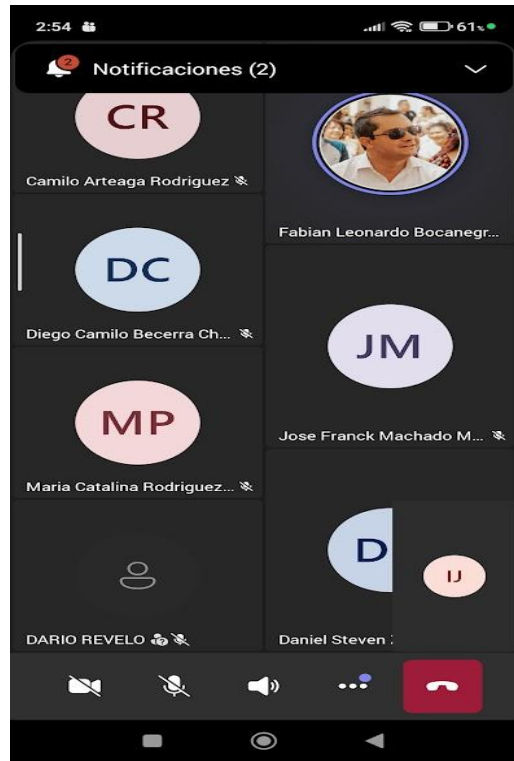 2:54 61%
2
Notificaciones (2)
CR
Camilo Arteaga Rodriguez
Fabian Leonardo Bocanegr...
DC
Diego Camilo Becerra Ch...
JM
Jose Franck Machado M...
MP
Maria Catalina Rodriguez...
D
IJ
DARIO REVELO
Daniel Steven